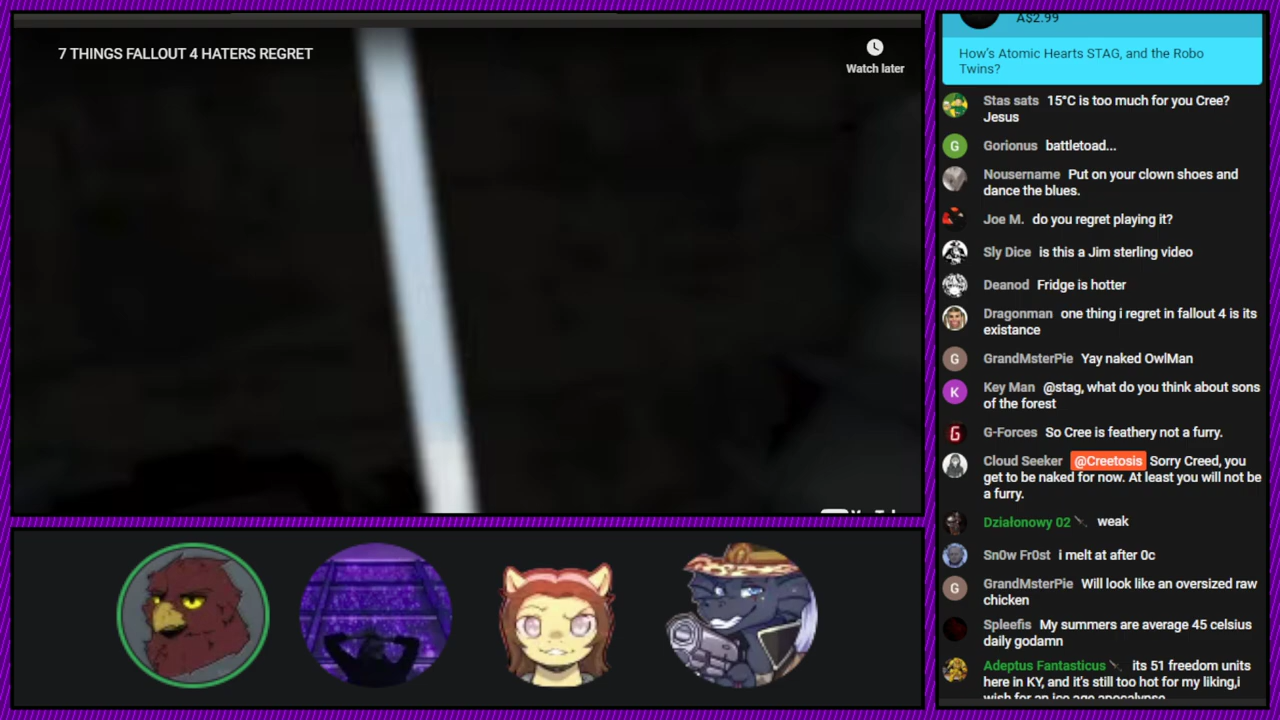 7 THINGS FALLOUT 4 HATERS REGRET
Watch later
A$2.99
How's Atomic Hearts STAG, and the Robo
Twins?
Stas sats 15°C is too much for you Cree?
Jesus
G Gorionus battletoad...
Nousername Put on your clown shoes and
dance the blues.
Joe M. do you regret playing it?
Sly Dice is this a Jim sterling video
Deanod Fridge is hotter
Dragonman one thing i regret in fallout 4 is its
existance
G GrandMsterPie Yay naked OwlMan
K Key Man @stag, what do you think about sons
of the forest
G G-Forces So Cree is feathery not a furry.
Cloud Seeker @Creetosis Sorry Creed, you
get to be naked for now. At least you will not be
a furry.
Działonowy 02 weak
Sn0w Fr0st i melt at after 0c
G GrandMsterPie Will look like an oversized raw
chicken
Spleefis My summers are average 45 celsius
daily godamn
Adeptus Fantasticus its 51 freedom units
here in KY, and it's still too hot for my liking,i
wish for an ice age apocalypse